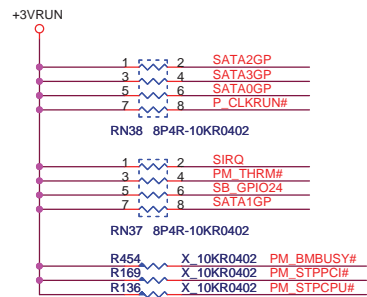 +3VRUN
1 2 SATA2GP
3 4 SATA3GP
5 6 SATA0GP
7 8 P_CLKRUN#
RN38 8P4R-10KR0402
1 2 SIRQ
3 4 PM_THRM#
5 6 SB_GPIO24
7 8 SATA1GP
RN37 8P4R-10KR0402
R454 X_10KR0402 PM_BMBUSY#
R169 X_10KR0402 PM_STPPCI#
R136 X_10KR0402 PM_STPCPU#